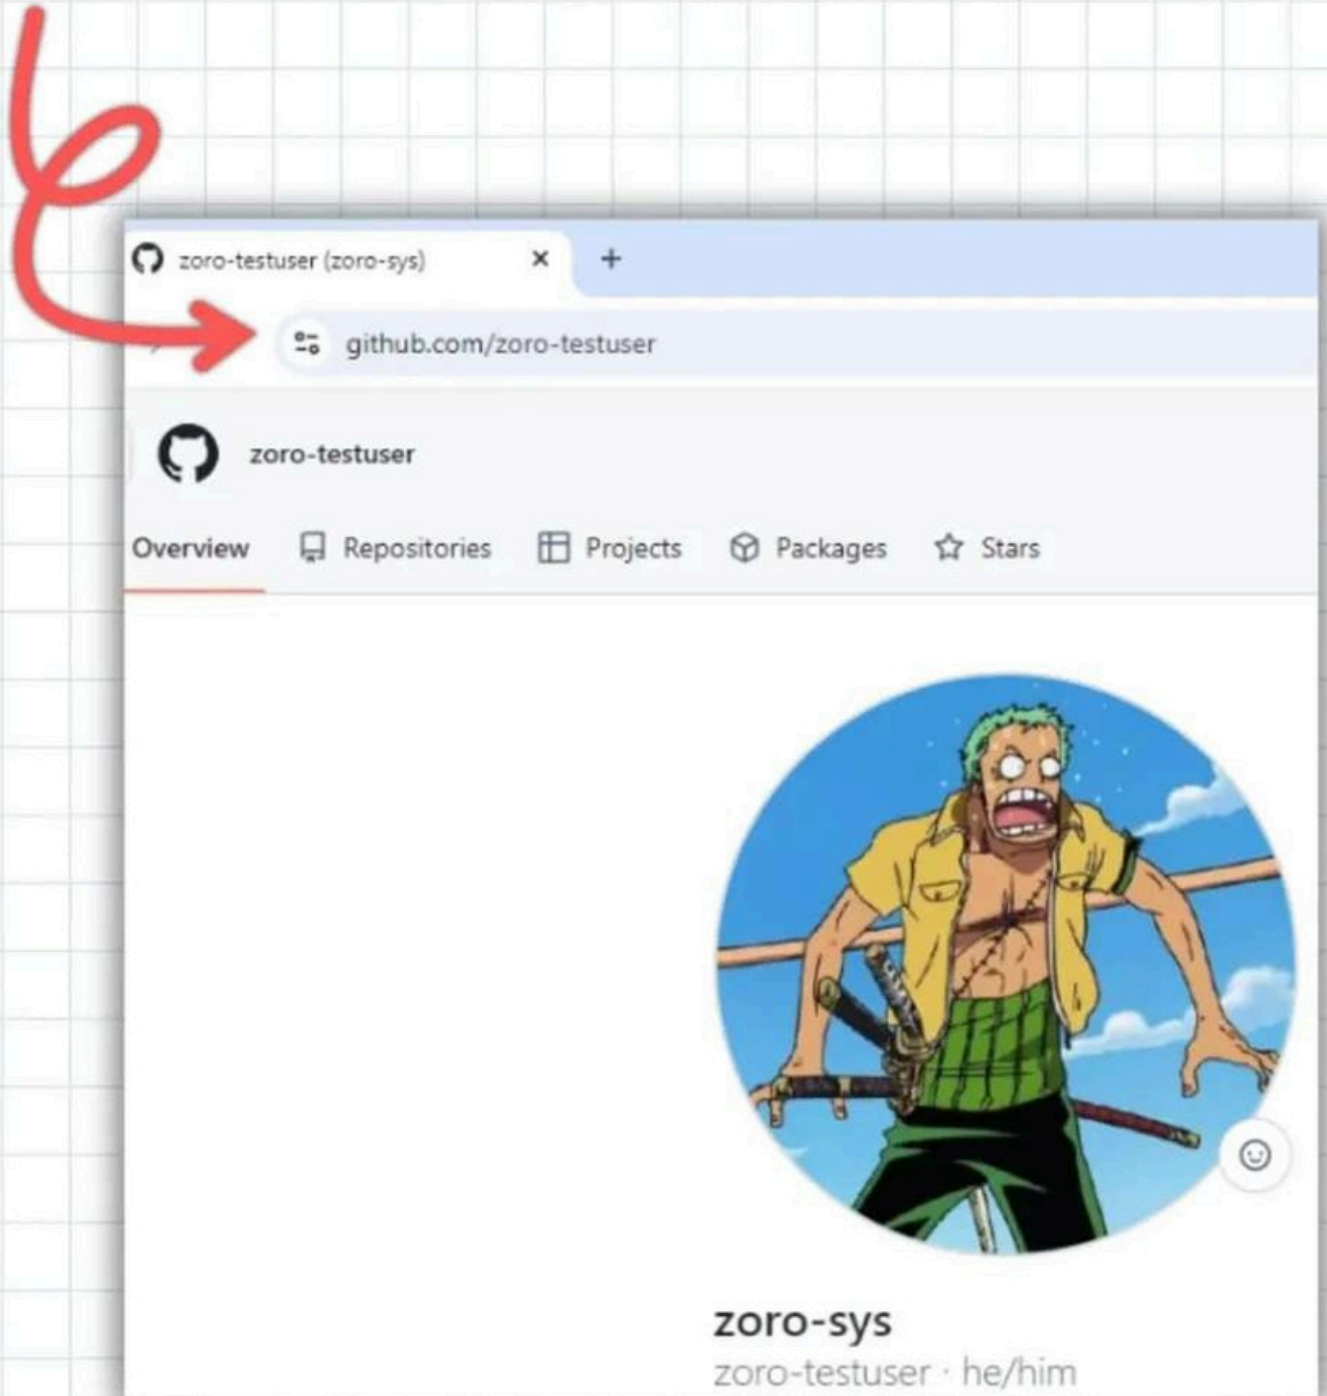 zoro-testuser (zoro-sys)
github.com/zoro-testuser
zoro-testuser
Overview Repositories Projects Packages Stars
zoro-sys
zoro-testuser · he/him